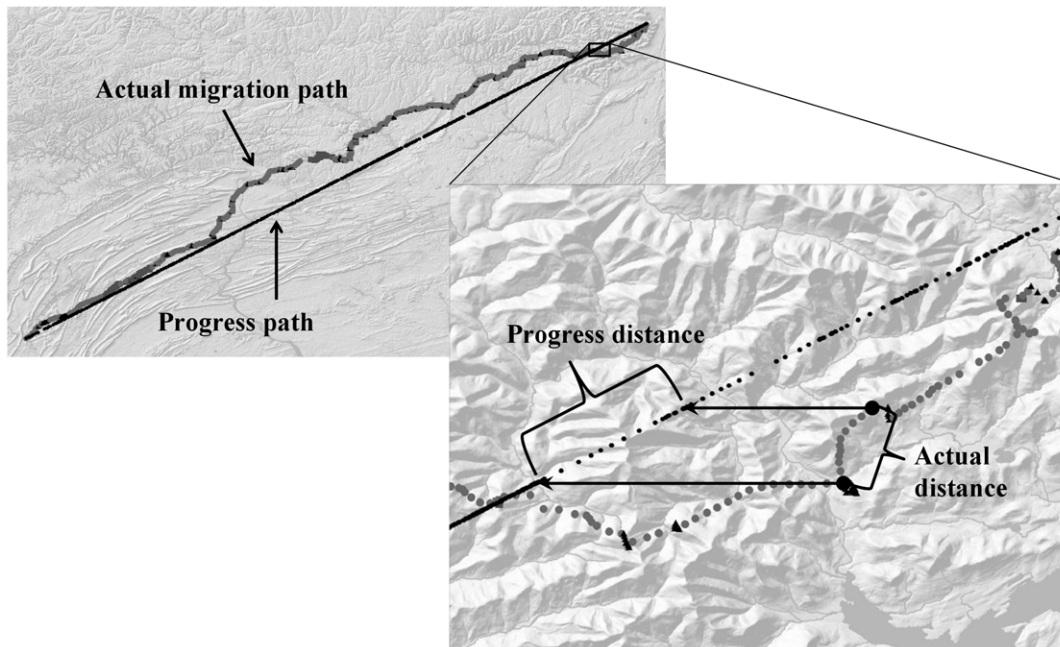 Actual migration path
Progress path
Progress distance
Actual
distance